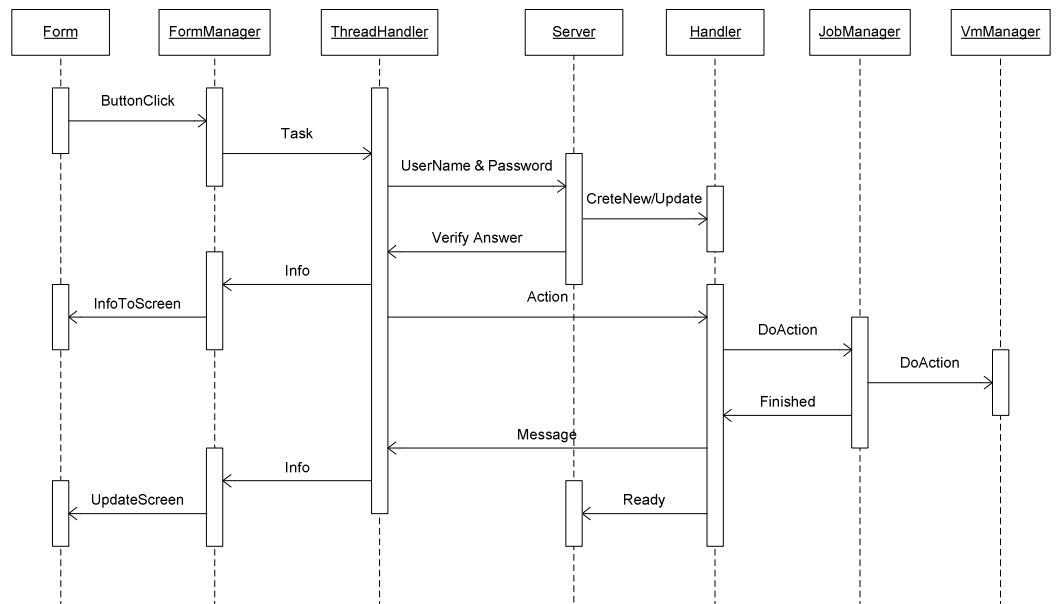 Form
FormManager
ThreadHandler
Server
Handler
JobManager
VmManager
ButtonClick
Task
UserName & Password
CreteNew/Update
Verify Answer
Info
Action
InfoToScreen
DoAction
DoAction
Finished
Message
Info
UpdateScreen
Ready